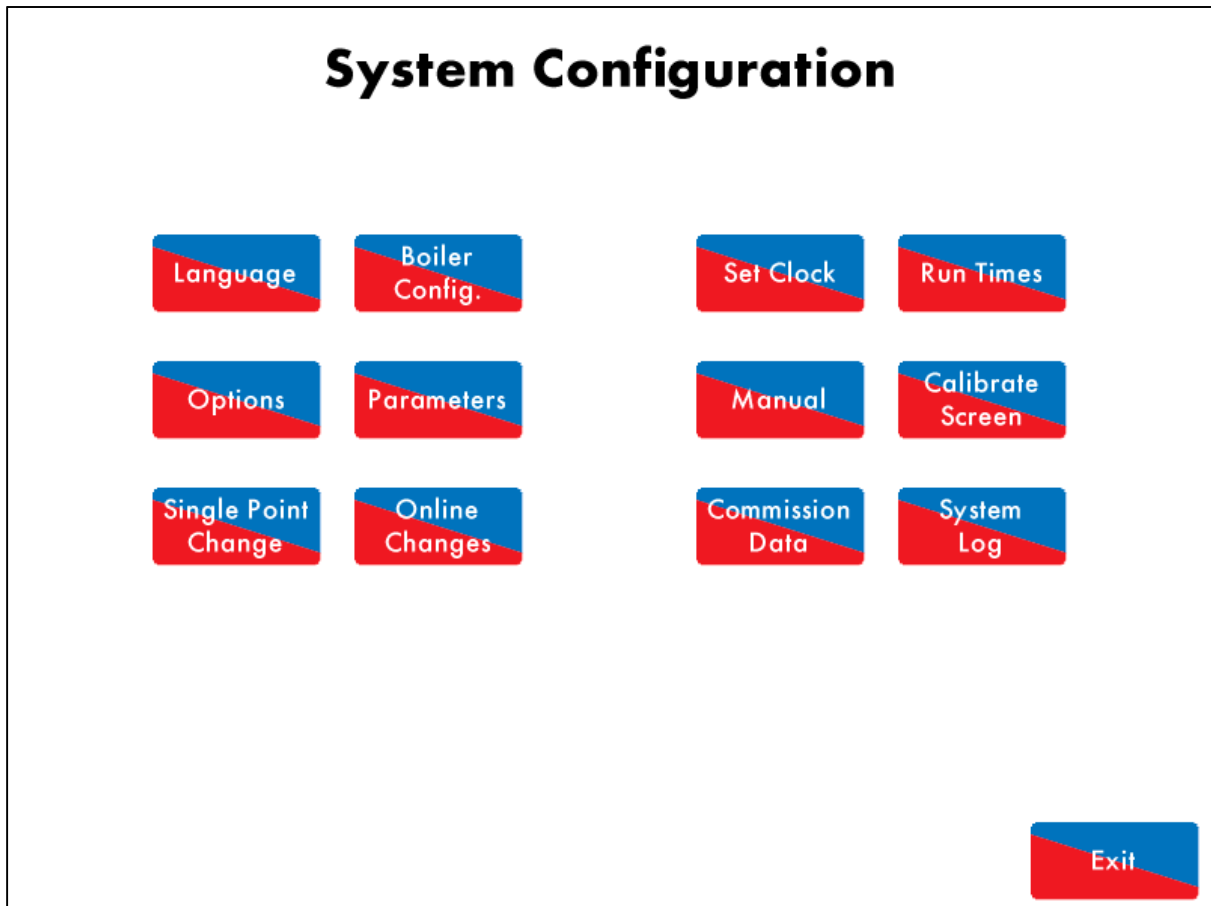 System Configuration
Language
Boiler
Config.
Set Clock
Run Times
Options
Parameters
Manual
Calibrate
Screen
Single Point
Change
Online
Changes
Commission
Data
System
Log
Exit